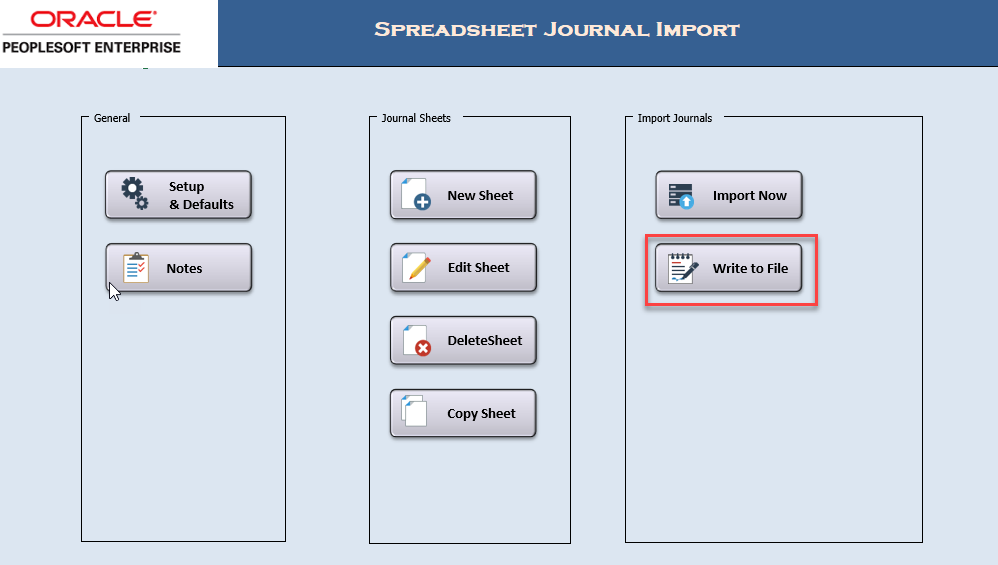 ORACLE®
PEOPLESOFT ENTERPRISE
SPREADSHEET JOURNAL IMPORT
General
Setup
& Defaults
Notes
Journal Sheets
New Sheet
Edit Sheet
DeleteSheet
Copy Sheet
Import Journals
Import Now
Write to File